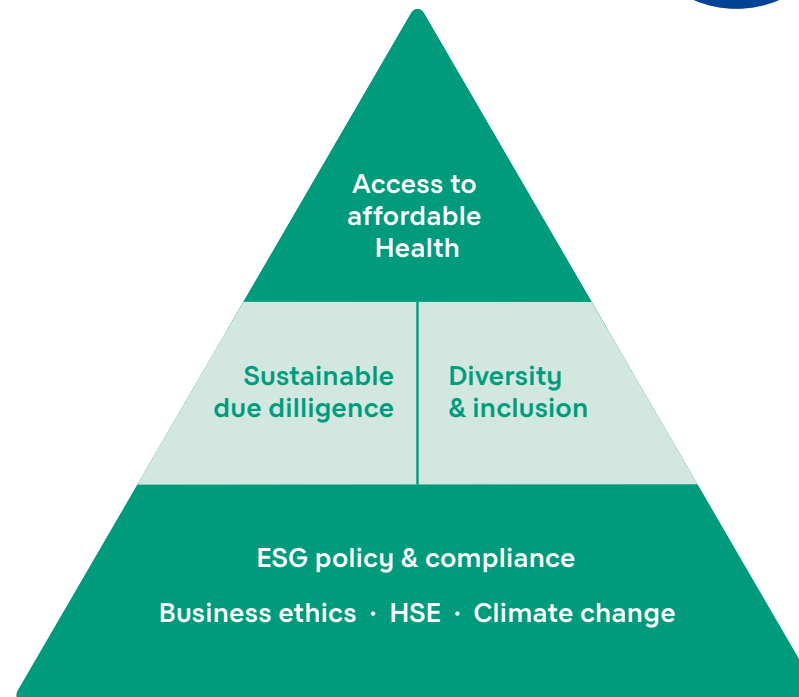 Access to
affordable
Health
Sustainable
due dilligence
Diversity
& inclusion
ESG policy & compliance
Business ethics · HSE · Climate change